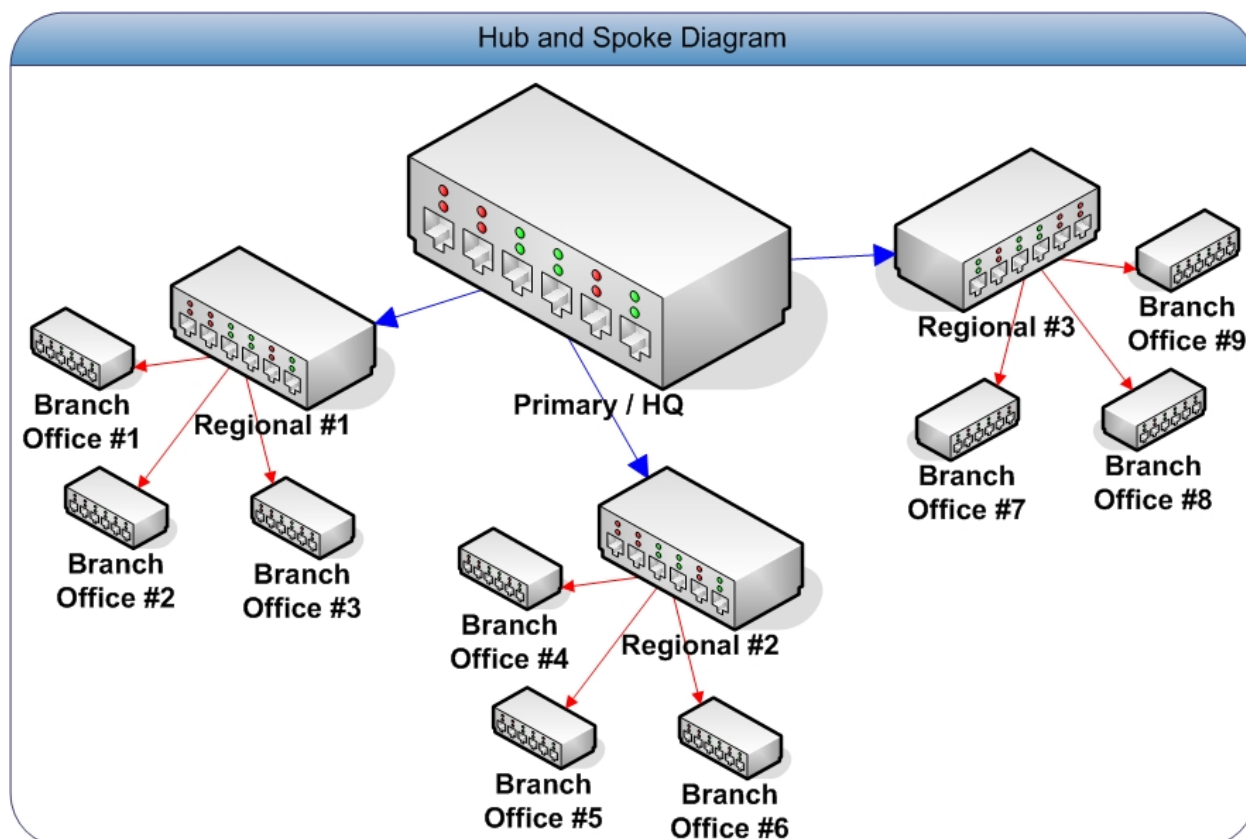 Hub and Spoke Diagram
Primary / HQ
Regional #1
Branch
Office #1
Branch
Office #2
Branch
Office #3
Regional #2
Branch
Office #4
Branch
Office #5
Branch
Office #6
Regional #3
Branch
Office #7
Branch
Office #8
Branch
Office #9